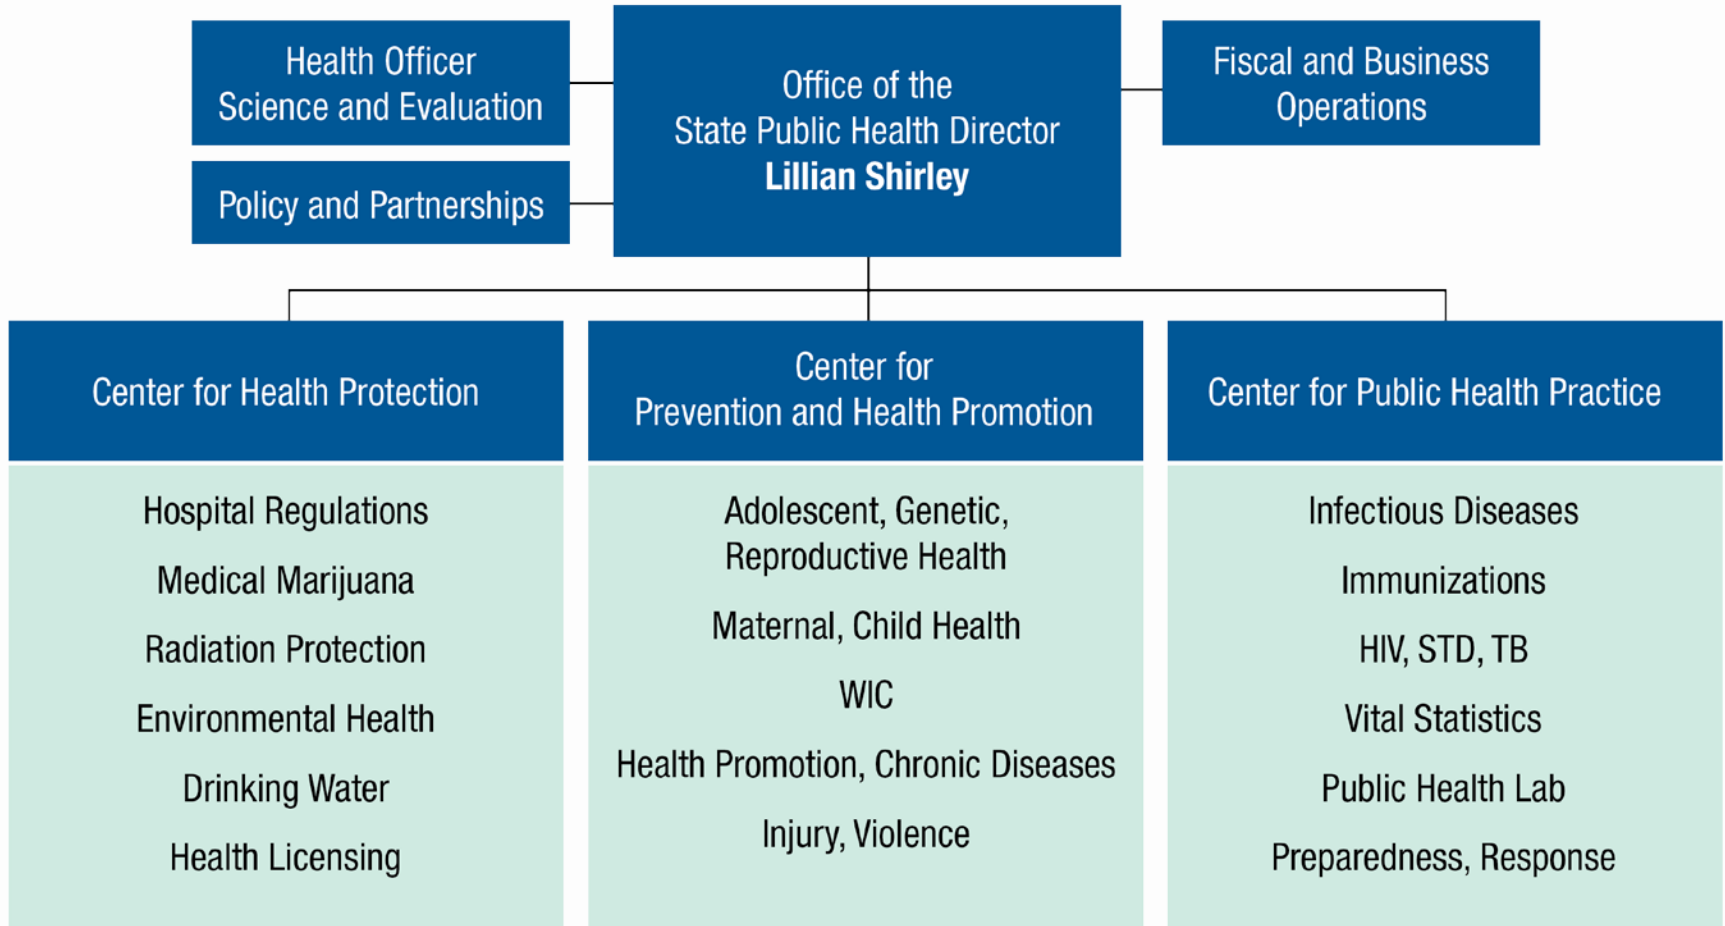 Health Officer
Science and Evaluation
Policy and Partnerships
Office of the
State Public Health Director
Lillian Shirley
Fiscal and Business
Operations
Center for Health Protection
Hospital Regulations
Medical Marijuana
Radiation Protection
Environmental Health
Drinking Water
Health Licensing
Center for
Prevention and Health Promotion
Adolescent, Genetic,
Reproductive Health
Maternal, Child Health
WIC
Health Promotion, Chronic Diseases
Injury, Violence
Center for Public Health Practice
Infectious Diseases
Immunizations
HIV, STD, TB
Vital Statistics
Public Health Lab
Preparedness, Response